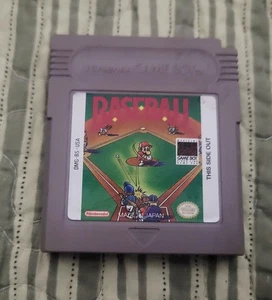 BASEBALL
DMG-BS-USA
GAME BOY
THIS SIDE OUT
Nintendo
MADE IN JAPAN